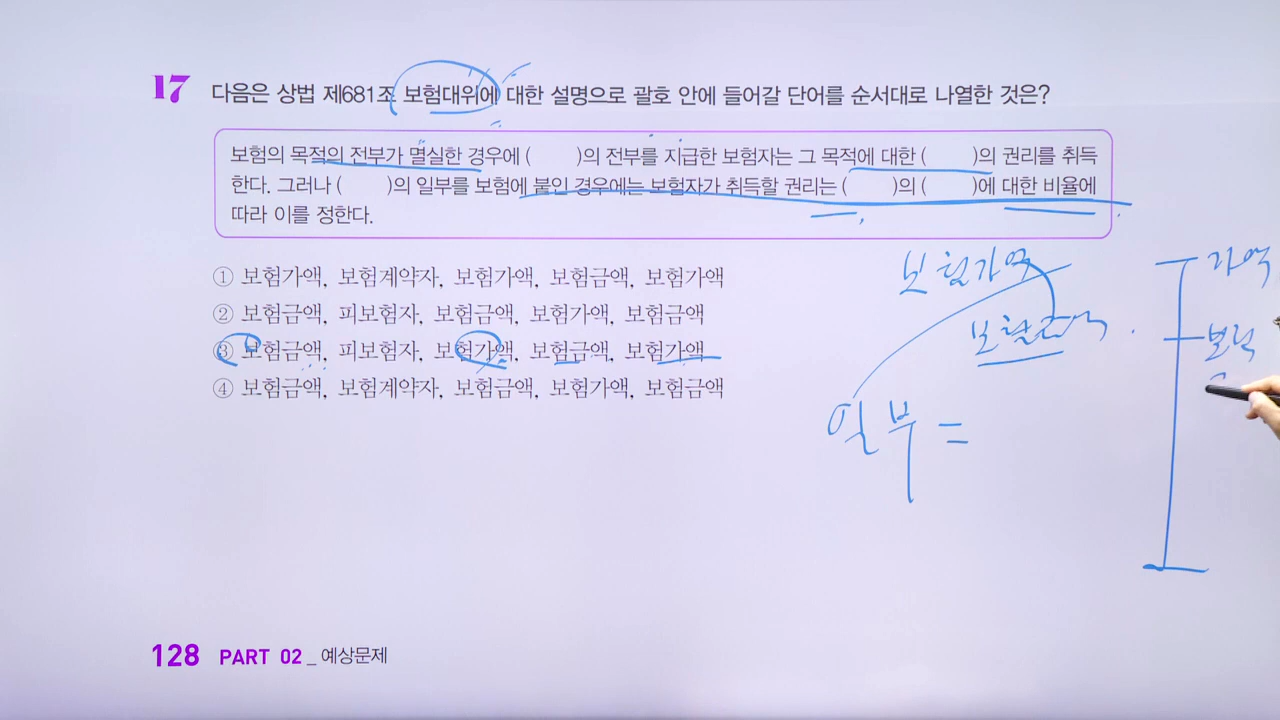 17 다음은 상법 제681조 보험대위에 대한 설명으로 괄호 안에 들어갈 단어를 순서대로 나열한 것은?
보험의 목적의 전부가 멸실한 경우에 (　　)의 전부를 지급한 보험자는 그 목적에 대한 (　　)의 권리를 취득
한다. 그러나 (　　)의 일부를 보험에 붙인 경우에는 보험자가 취득할 권리는 (　　)의 (　　)에 대한 비율에
따라 이를 정한다.
① 보험가액, 보험계약자, 보험가액, 보험금액, 보험가액
② 보험금액, 피보험자, 보험금액, 보험가액, 보험금액
③ 보험금액, 피보험자, 보험가액, 보험금액, 보험가액
④ 보험금액, 보험계약자, 보험금액, 보험가액, 보험금액
보험가액
보험금액
일부 =
가액
보험
128 PART 02 _ 예상문제